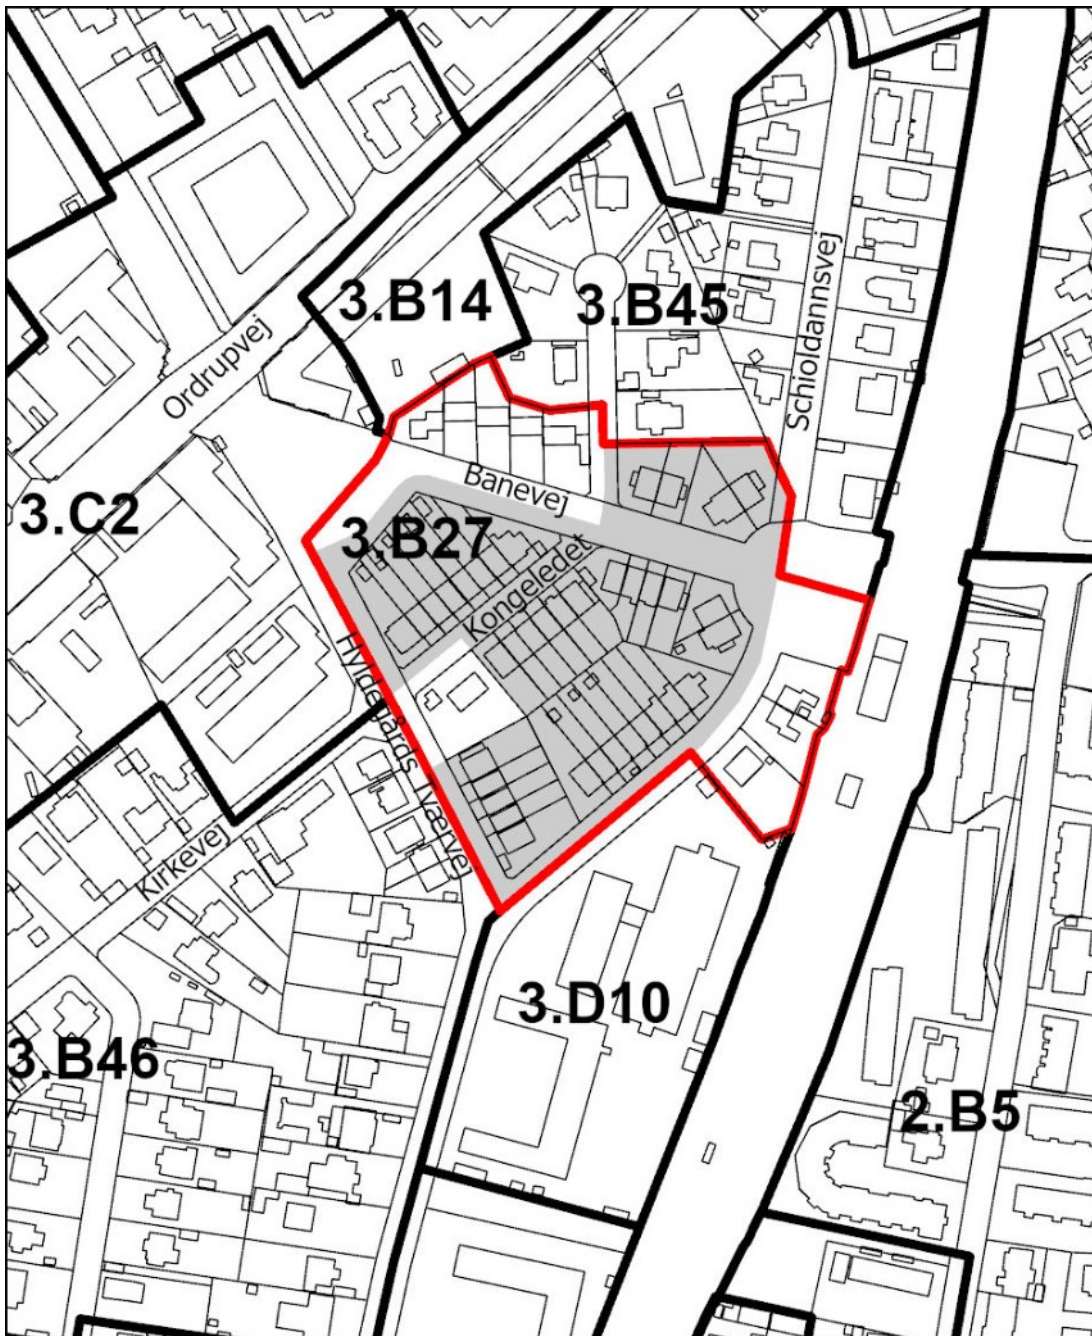 3.B14
3.B45
Ordrupvej
Schioldannsvej
Banevej
3.C2
3.B27
Kongeledet
Hyldegårds Tværvej
Kirkevej
3.D10
3.B46
2.B5